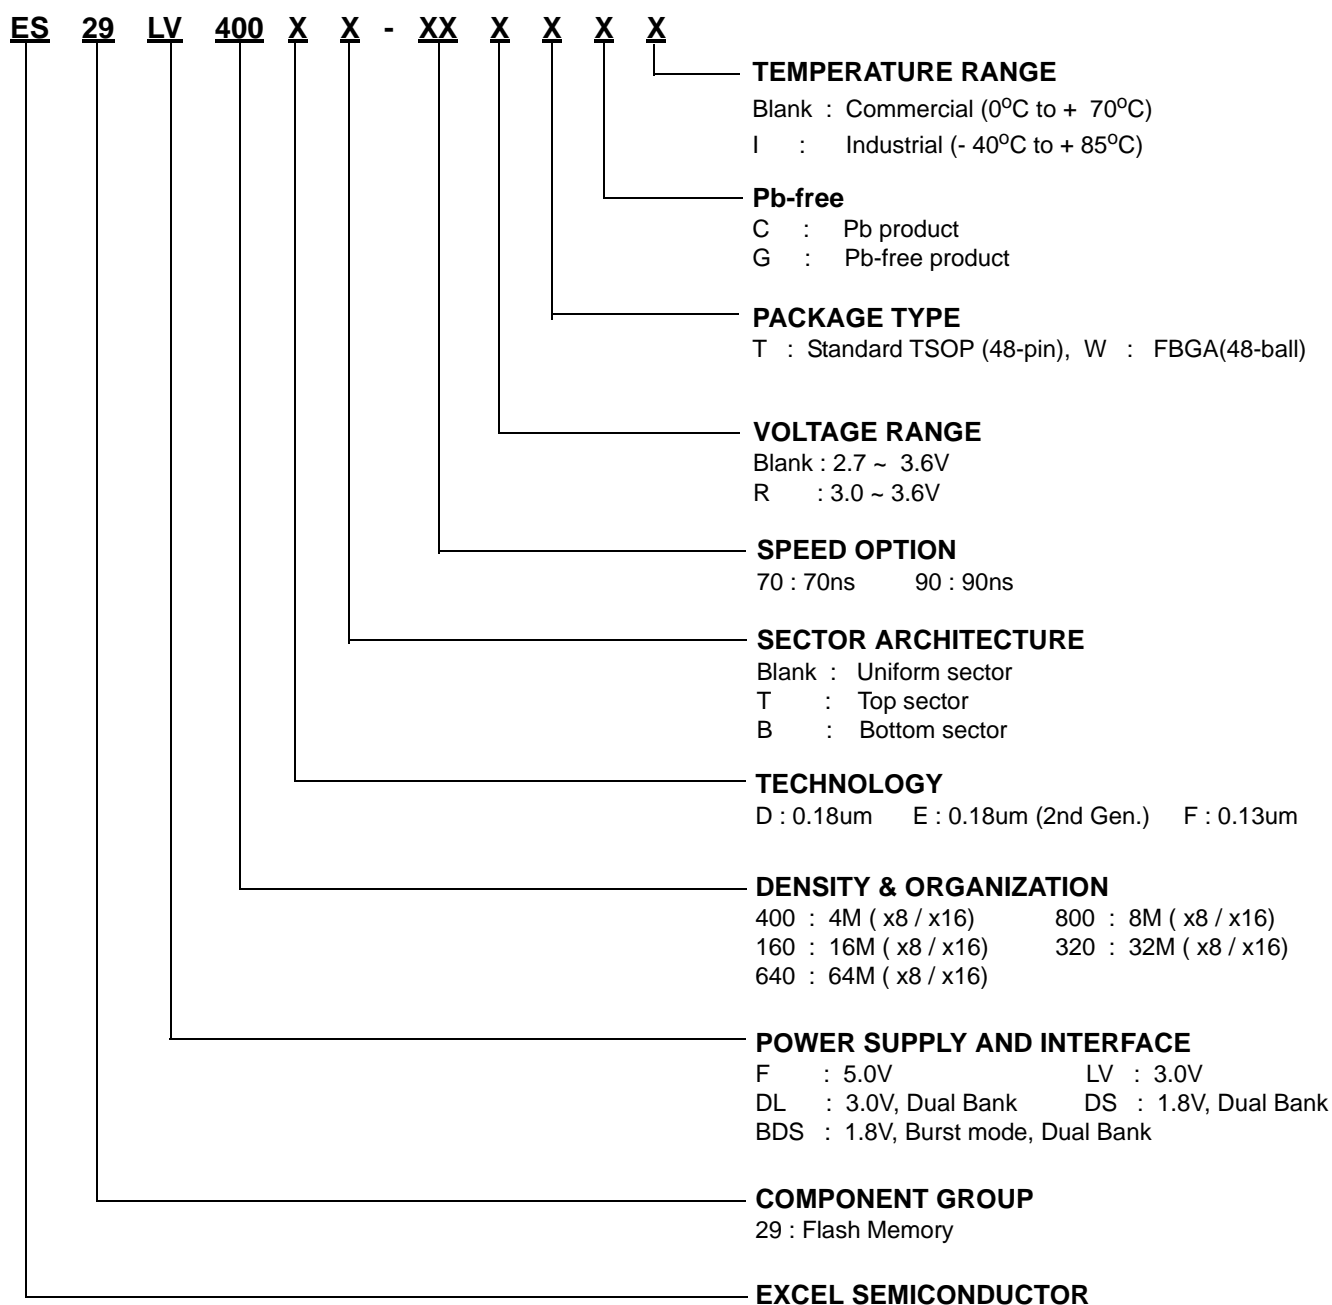 ES 29 LV 400 X X - XX X X X X
TEMPERATURE RANGE
Blank : Commercial (0°C to + 70°C)
I : Industrial (- 40°C to + 85°C)
Pb-free
C : Pb product
G : Pb-free product
PACKAGE TYPE
T : Standard TSOP (48-pin), W : FBGA(48-ball)
VOLTAGE RANGE
Blank : 2.7 ~ 3.6V
R : 3.0 ~ 3.6V
SPEED OPTION
70 : 70ns 90 : 90ns
SECTOR ARCHITECTURE
Blank : Uniform sector
T : Top sector
B : Bottom sector
TECHNOLOGY
D : 0.18um E : 0.18um (2nd Gen.) F : 0.13um
DENSITY & ORGANIZATION
400 : 4M ( x8 / x16) 800 : 8M ( x8 / x16)
160 : 16M ( x8 / x16) 320 : 32M ( x8 / x16)
640 : 64M ( x8 / x16)
POWER SUPPLY AND INTERFACE
F : 5.0V LV : 3.0V
DL : 3.0V, Dual Bank DS : 1.8V, Dual Bank
BDS : 1.8V, Burst mode, Dual Bank
COMPONENT GROUP
29 : Flash Memory
EXCEL SEMICONDUCTOR